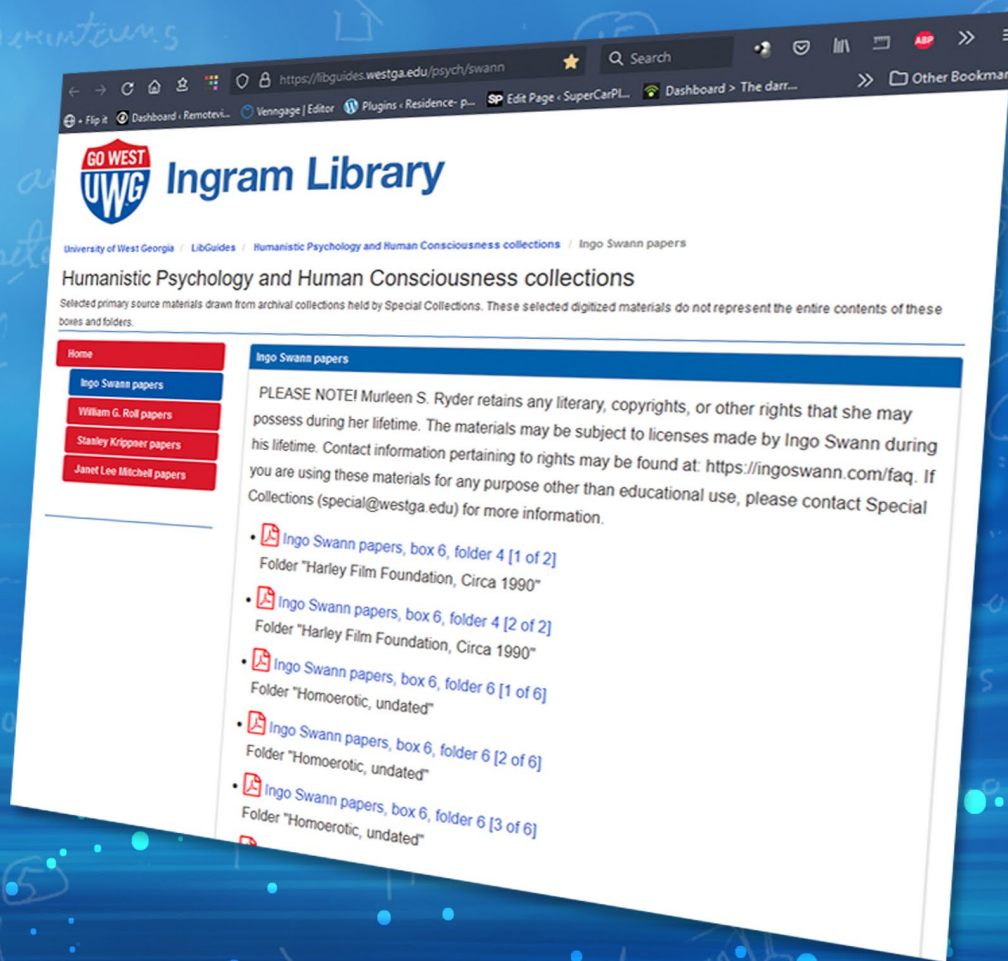 https://libguides.westga.edu/psych/swann
Search
ABP
+ Flip it
Dashboard ‹ Remotevi...
Venngage | Editor
Plugins ‹ Residence- p...
SP Edit Page ‹ SuperCarPl...
Dashboard > The darr...
Other Bookmar
GO WEST
UWG
Ingram Library
University of West Georgia / LibGuides / Humanistic Psychology and Human Consciousness collections / Ingo Swann papers
Humanistic Psychology and Human Consciousness collections
Selected primary source materials drawn from archival collections held by Special Collections. These selected digitized materials do not represent the entire contents of these
boxes and folders.
Home
Ingo Swann papers
William G. Roll papers
Stanley Krippner papers
Janet Lee Mitchell papers
Ingo Swann papers
PLEASE NOTE! Murleen S. Ryder retains any literary, copyrights, or other rights that she may
possess during her lifetime. The materials may be subject to licenses made by Ingo Swann during
his lifetime. Contact information pertaining to rights may be found at: https://ingoswann.com/faq. If
you are using these materials for any purpose other than educational use, please contact Special
Collections (special@westga.edu) for more information.
• Ingo Swann papers, box 6, folder 4 [1 of 2]
Folder "Harley Film Foundation, Circa 1990"
• Ingo Swann papers, box 6, folder 4 [2 of 2]
Folder "Harley Film Foundation, Circa 1990"
• Ingo Swann papers, box 6, folder 6 [1 of 6]
Folder "Homoerotic, undated"
• Ingo Swann papers, box 6, folder 6 [2 of 6]
Folder "Homoerotic, undated"
• Ingo Swann papers, box 6, folder 6 [3 of 6]
Folder "Homoerotic, undated"